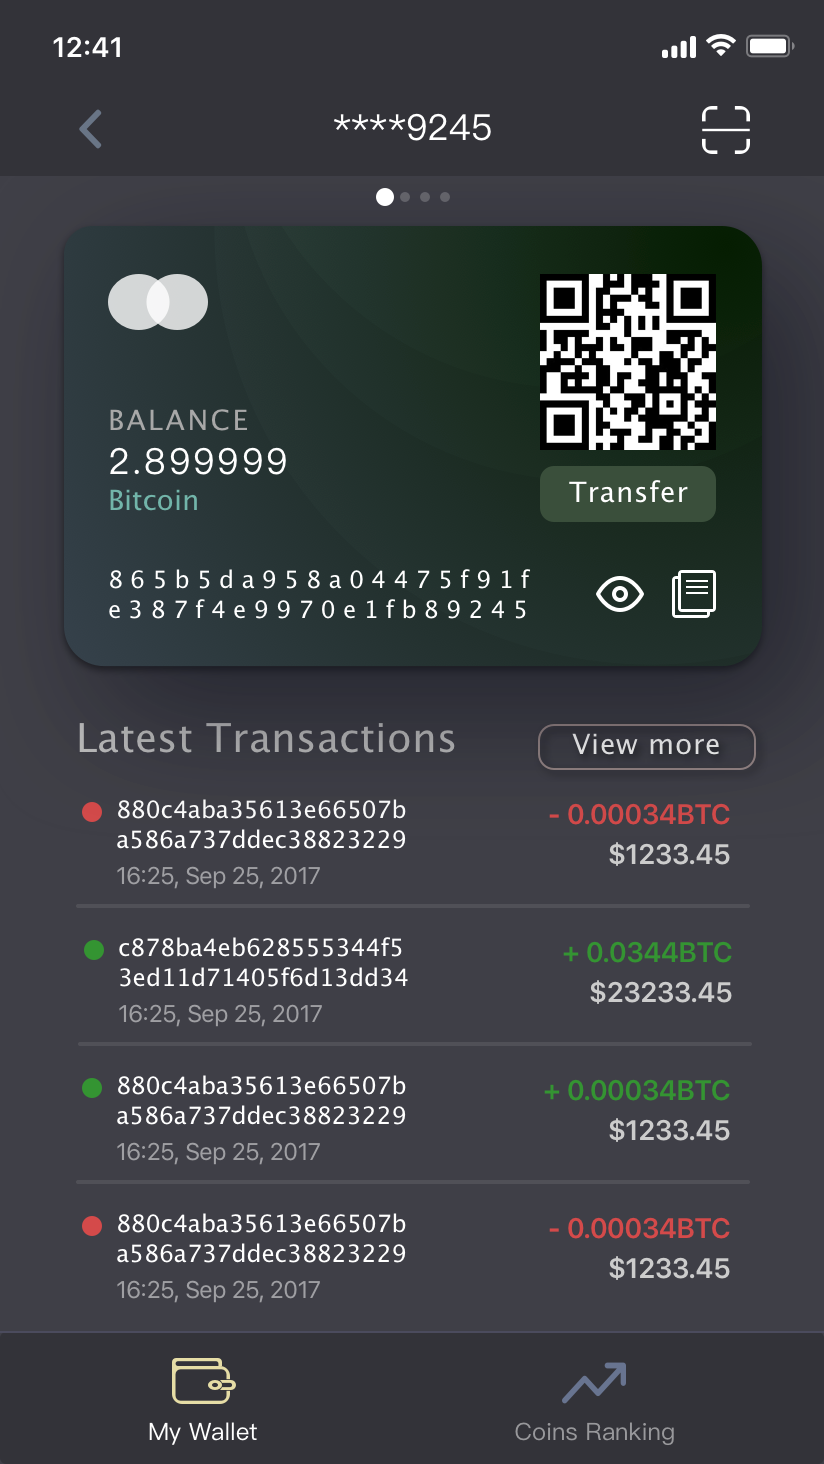 12:41
****9245
BALANCE
2.899999
Bitcoin
Transfer
865b5da958a04475f91f
e387f4e9970e1fb89245
Latest Transactions
View more
880c4aba35613e66507b
a586a737ddec38823229
16:25, Sep 25, 2017
- 0.00034BTC
$1233.45
c878ba4eb628555344f5
3ed11d71405f6d13dd34
16:25, Sep 25, 2017
+ 0.0344BTC
$23233.45
880c4aba35613e66507b
a586a737ddec38823229
16:25, Sep 25, 2017
+ 0.00034BTC
$1233.45
880c4aba35613e66507b
a586a737ddec38823229
16:25, Sep 25, 2017
- 0.00034BTC
$1233.45
My Wallet
Coins Ranking